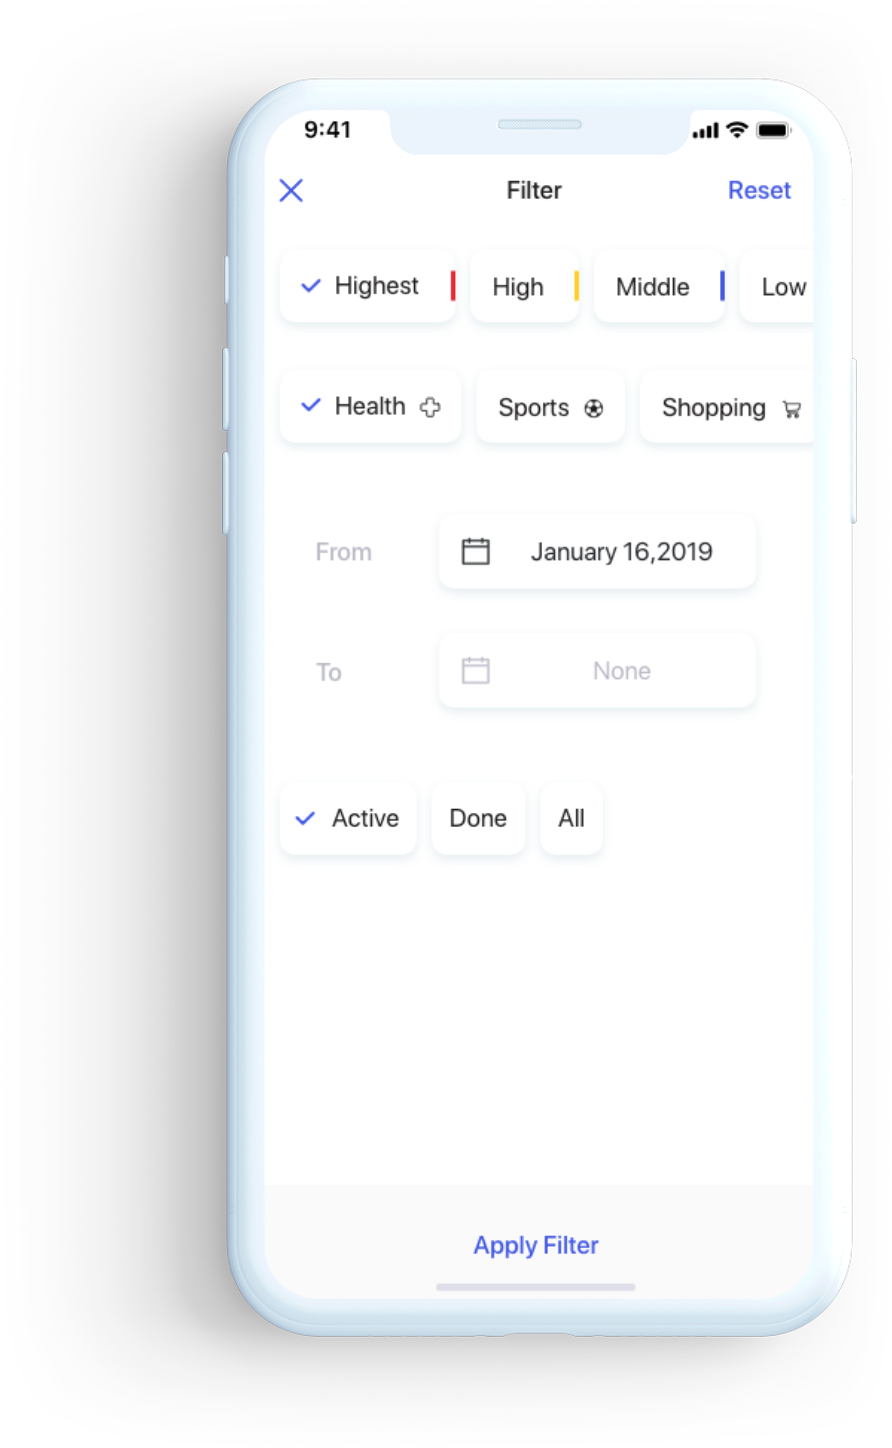 9:41
Filter Reset
Highest High Middle Low
Health Sports Shopping
From January 16,2019
To None
Active Done All
Apply Filter